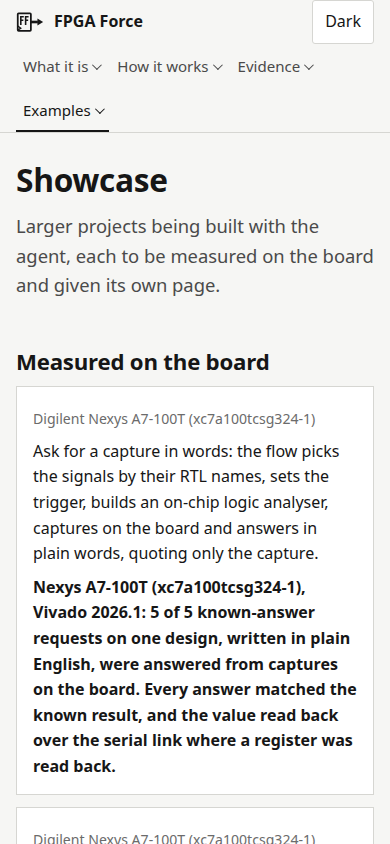 FPGA Force
Dark
What it is
How it works
Evidence
Examples
Showcase
Larger projects being built with the
agent, each to be measured on the board
and given its own page.
Measured on the board
Digilent Nexys A7-100T (xc7a100tcsg324-1)
Ask for a capture in words: the flow picks
the signals by their RTL names, sets the
trigger, builds an on-chip logic analyser,
captures on the board and answers in
plain words, quoting only the capture.
Nexys A7-100T (xc7a100tcsg324-1),
Vivado 2026.1: 5 of 5 known-answer
requests on one design, written in plain
English, were answered from captures
on the board. Every answer matched the
known result, and the value read back
over the serial link where a register was
read back.
Digilent Nexys A7-100T (xc7a100tcsg324-1)